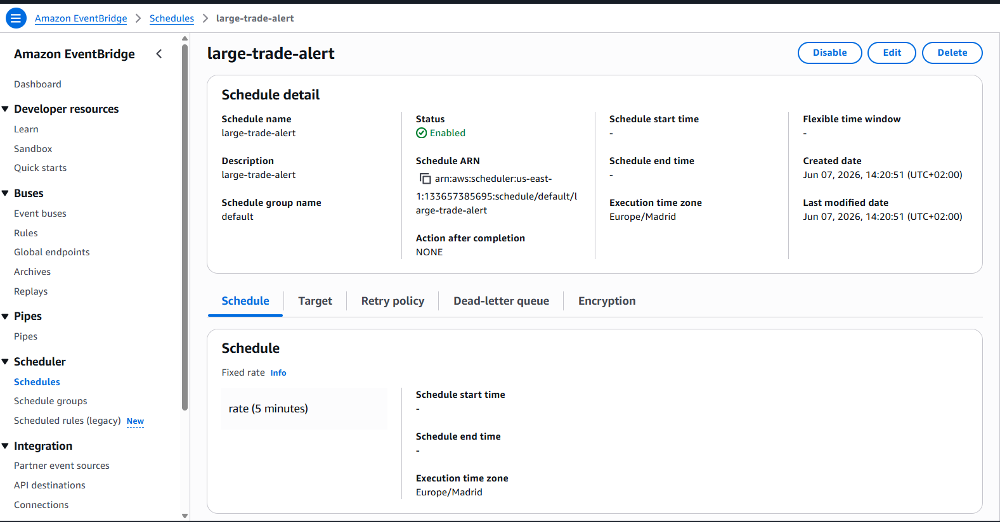 Amazon EventBridge > Schedules > large-trade-alert
Amazon EventBridge
Dashboard
Developer resources
Learn
Sandbox
Quick starts
Buses
Event buses
Rules
Global endpoints
Archives
Replays
Pipes
Pipes
Scheduler
Schedules
Schedule groups
Scheduled rules (legacy) New
Integration
Partner event sources
API destinations
Connections
large-trade-alert
Disable
Edit
Delete
Schedule detail
Schedule name
large-trade-alert
Description
large-trade-alert
Schedule group name
default
Status
Enabled
Schedule ARN
arn:aws:scheduler:us-east-
1:133657385695:schedule/default/l
arge-trade-alert
Action after completion
NONE
Schedule start time
-
Schedule end time
-
Execution time zone
Europe/Madrid
Flexible time window
-
Created date
Jun 07, 2026, 14:20:51 (UTC+02:00)
Last modified date
Jun 07, 2026, 14:20:51 (UTC+02:00)
Schedule
Target
Retry policy
Dead-letter queue
Encryption
Schedule
Fixed rate Info
rate (5 minutes)
Schedule start time
-
Schedule end time
-
Execution time zone
Europe/Madrid